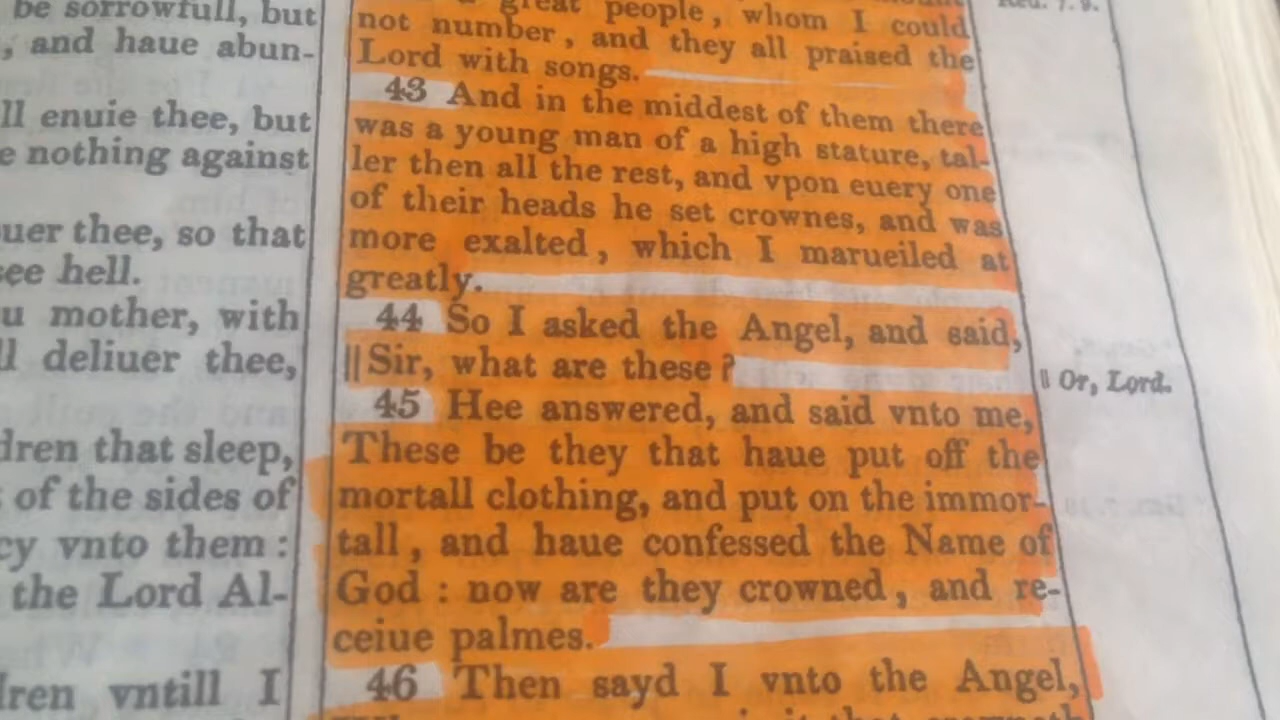 be sorrowfull, but
, and haue abun-
ll enuie thee, but
e nothing against
uer thee, so that
see hell.
u mother, with
ll deliuer thee,
dren that sleep,
of the sides of
cy vnto them :
the Lord Al-
dren vntill I
great people, whom I could
not number, and they all praised the
Lord with songs.
43 And in the middest of them there
was a young man of a high stature, tal-
ler then all the rest, and vpon euery one
of their heads he set crownes, and was
more exalted, which I marueiled at
greatly.
44 So I asked the Angel, and said,
|| Sir, what are these ?
45 Hee answered, and said vnto me,
These be they that haue put off the
mortall clothing, and put on the immor-
tall, and haue confessed the Name of
God : now are they crowned, and re-
ceiue palmes.
46 Then sayd I vnto the Angel,
Reu. 7. 9.
|| Or, Lord.